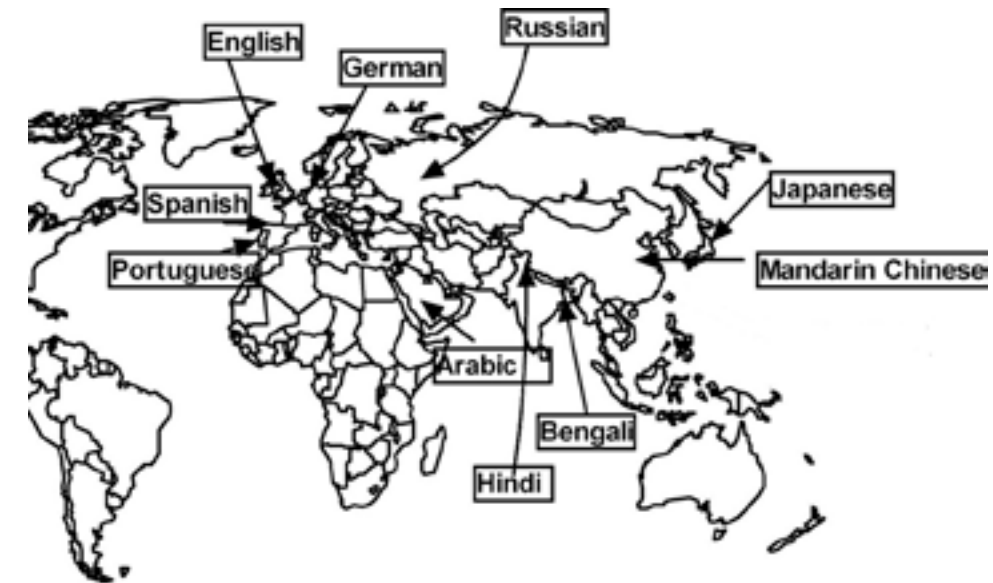 Russian
English
German
Japanese
Spanish
Portuguese
Mandarin Chinese
Arabic
Bengali
Hindi